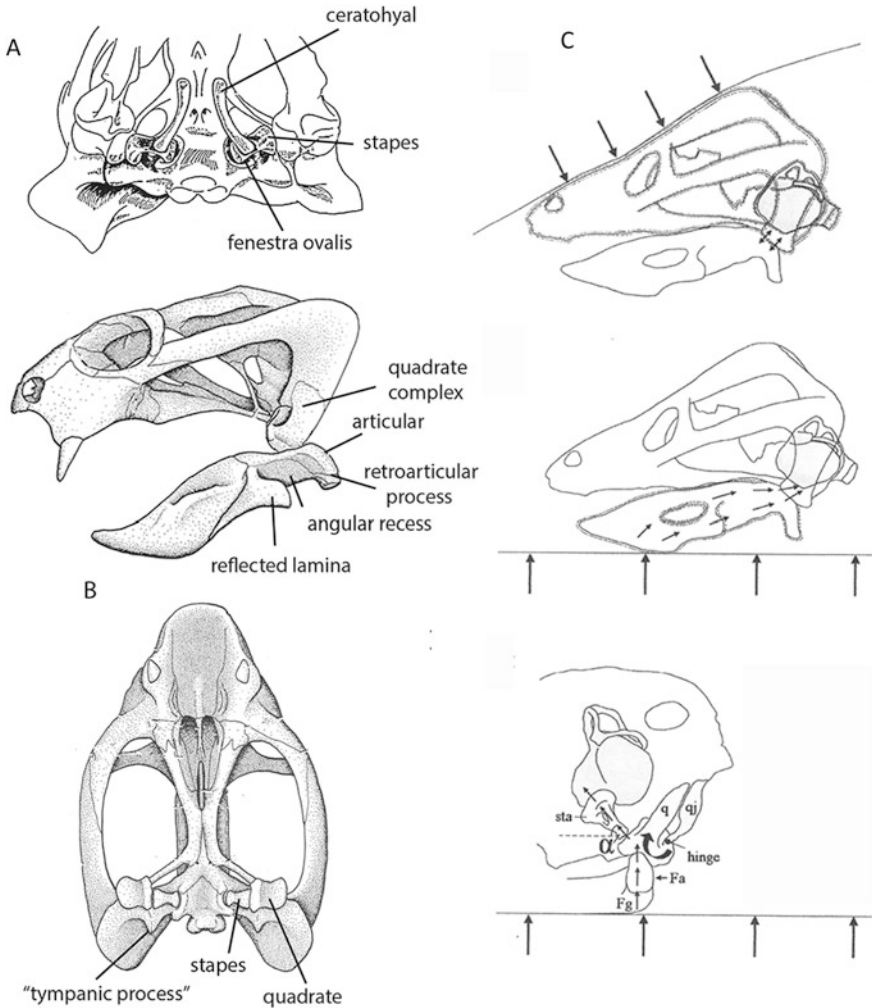 A
ceratohyal
stapes
fenestra ovalis
quadrate
complex
articular
retroarticular
process
angular recess
reflected lamina
B
"tympanic process"
stapes
quadrate
C
sta
α
q
qj
hinge
Fa
Fg